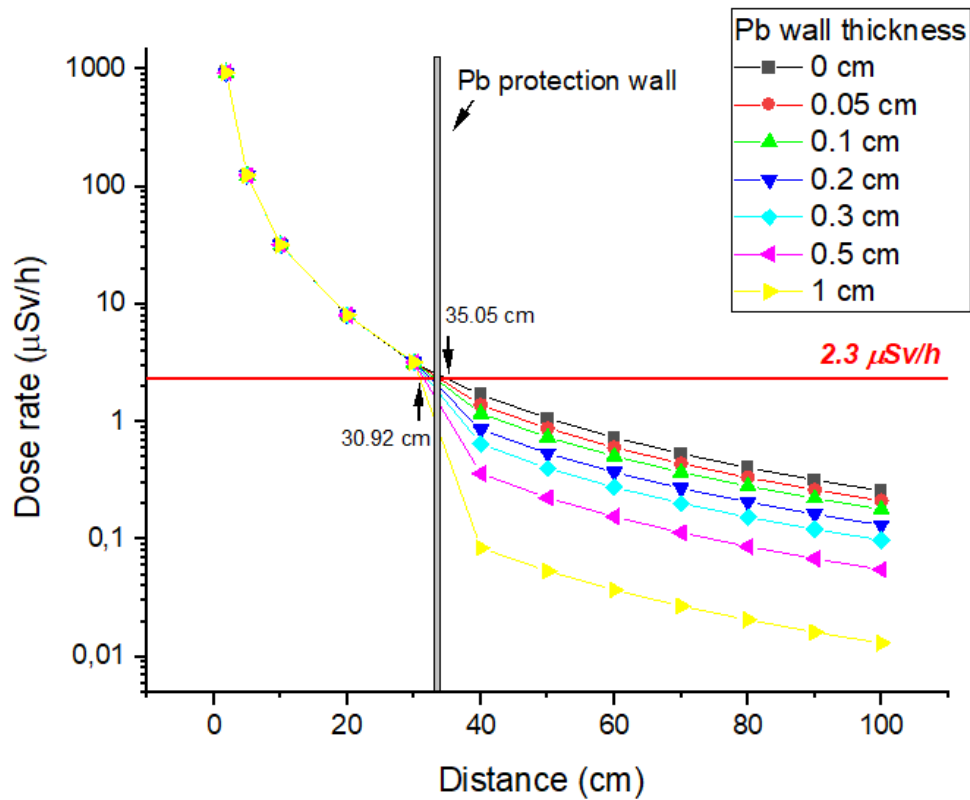 Pb wall thickness
0 cm
0.05 cm
0.1 cm
0.2 cm
0.3 cm
0.5 cm
1 cm
Pb protection wall
35.05 cm
30.92 cm
2.3 μSv/h
Dose rate (μSv/h)
1000
100
10
1
0,1
0,01
0
20
40
60
80
100
Distance (cm)